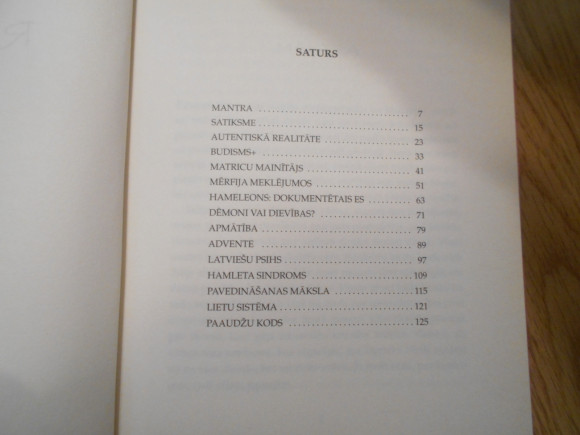 SATURS
MANTRA ........................ 7
SATIKSME ........................ 15
AUTENTISKĀ REALITĀTE ................ 23
BUDISMS+ ........................ 33
MATRICU MAINĪTĀJS ................... 41
MĒRFIJA MEKLĒJUMOS ................. 51
HAMELEONS: DOKUMENTĒTAIS ES ........ 63
DĒMONI VAI DIEVĪBAS? ................. 71
APMĀTĪBA ........................ 79
ADVENTE ........................ 89
LATVIEŠU PSIHS ..................... 97
HAMLETA SINDROMS ................. 109
PAVEDINĀŠANAS MĀKSLA .............. 115
LIETU SISTĒMA ..................... 121
PAAUDŽU KODS ..................... 125